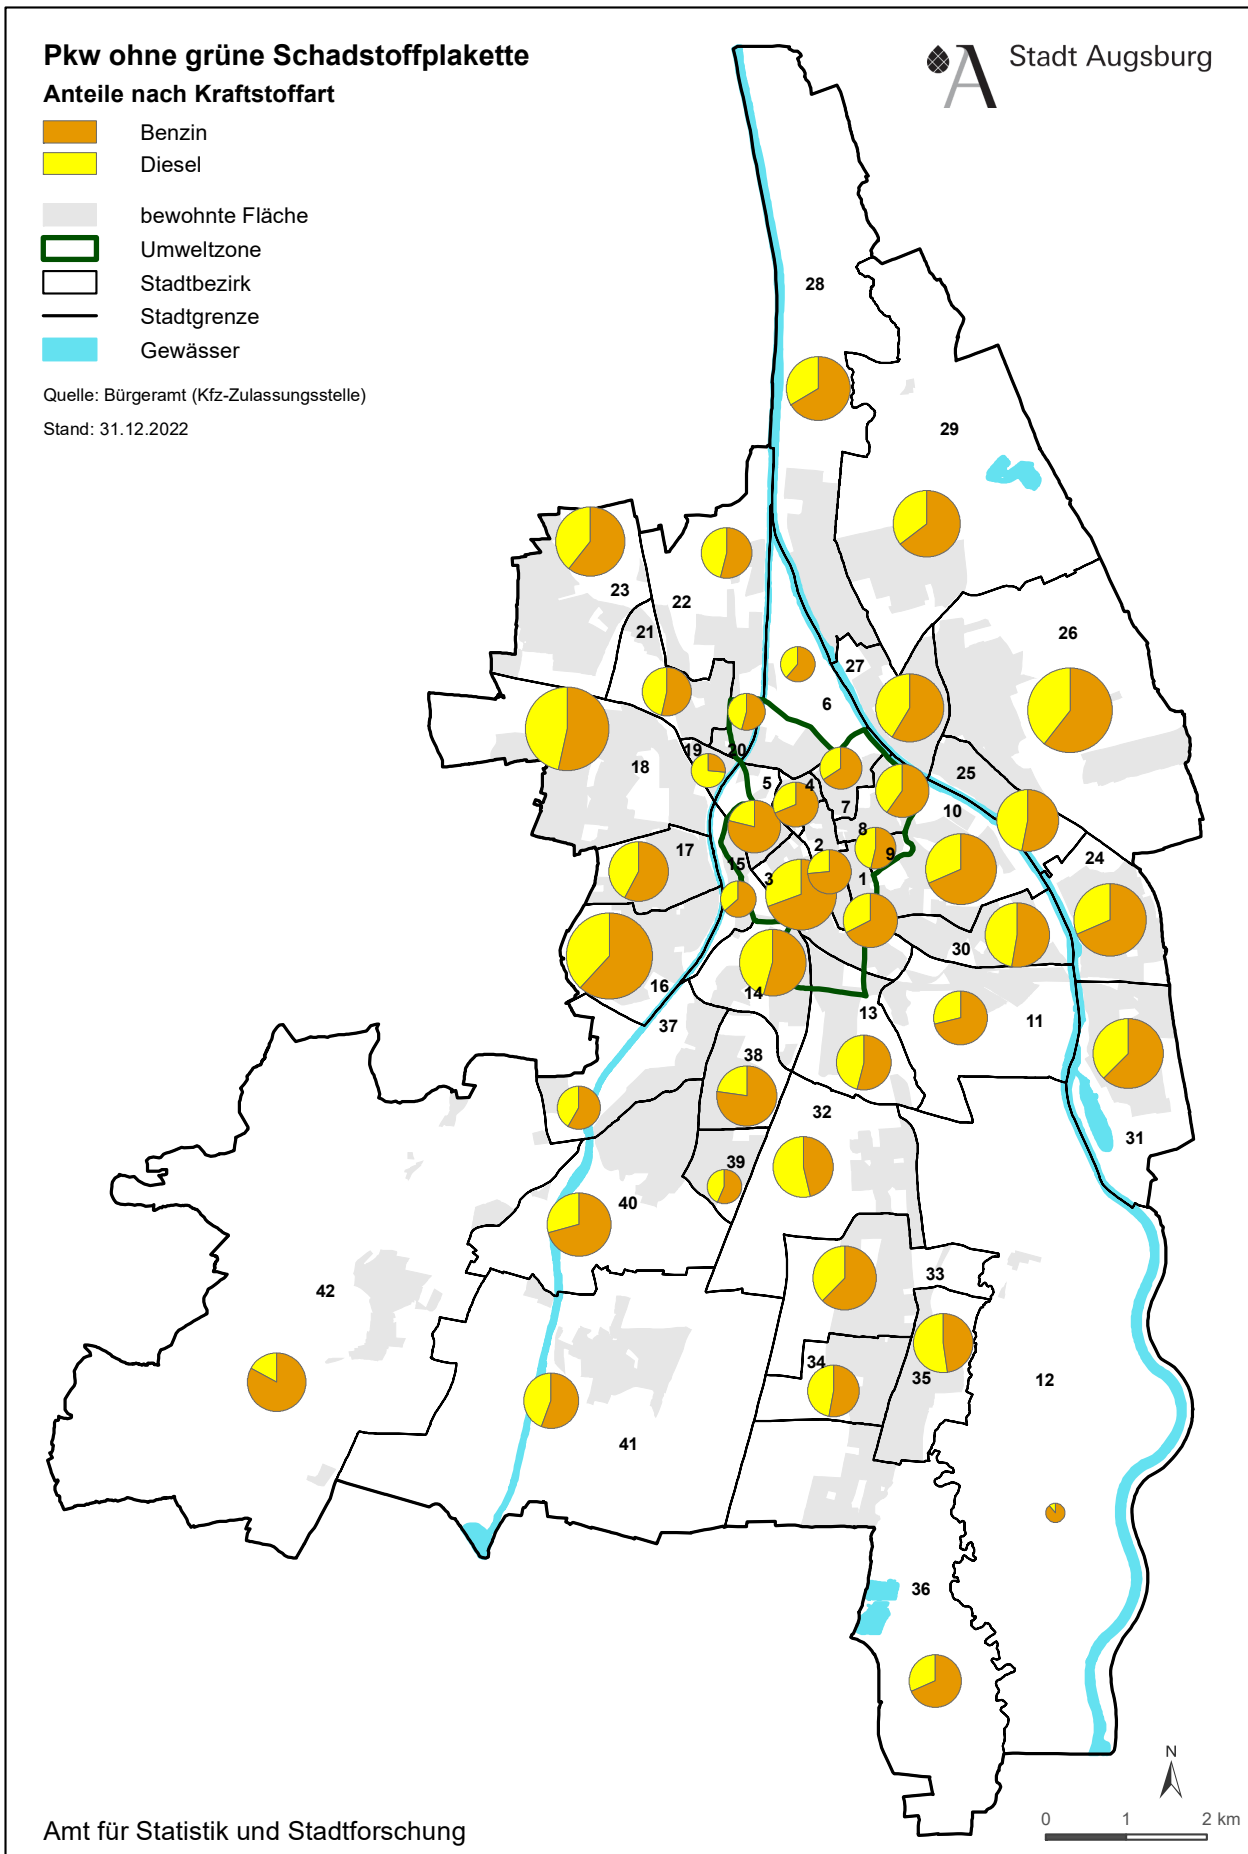 Pkw ohne grüne Schadstoffplakette
Anteile nach Kraftstoffart
Benzin
Diesel
bewohnte Fläche
Umweltzone
Stadtbezirk
Stadtgrenze
Gewässer
Quelle: Bürgeramt (Kfz-Zulassungsstelle)
Stand: 31.12.2022
A Stadt Augsburg
28
29
23
22
21
26
27
6
19
20
18
5
4
7
25
10
8
9
2
17
15
3
1
24
30
16
14
13
11
37
38
32
31
39
40
33
42
34
35
12
41
36
N
0 1 2 km
Amt für Statistik und Stadtforschung